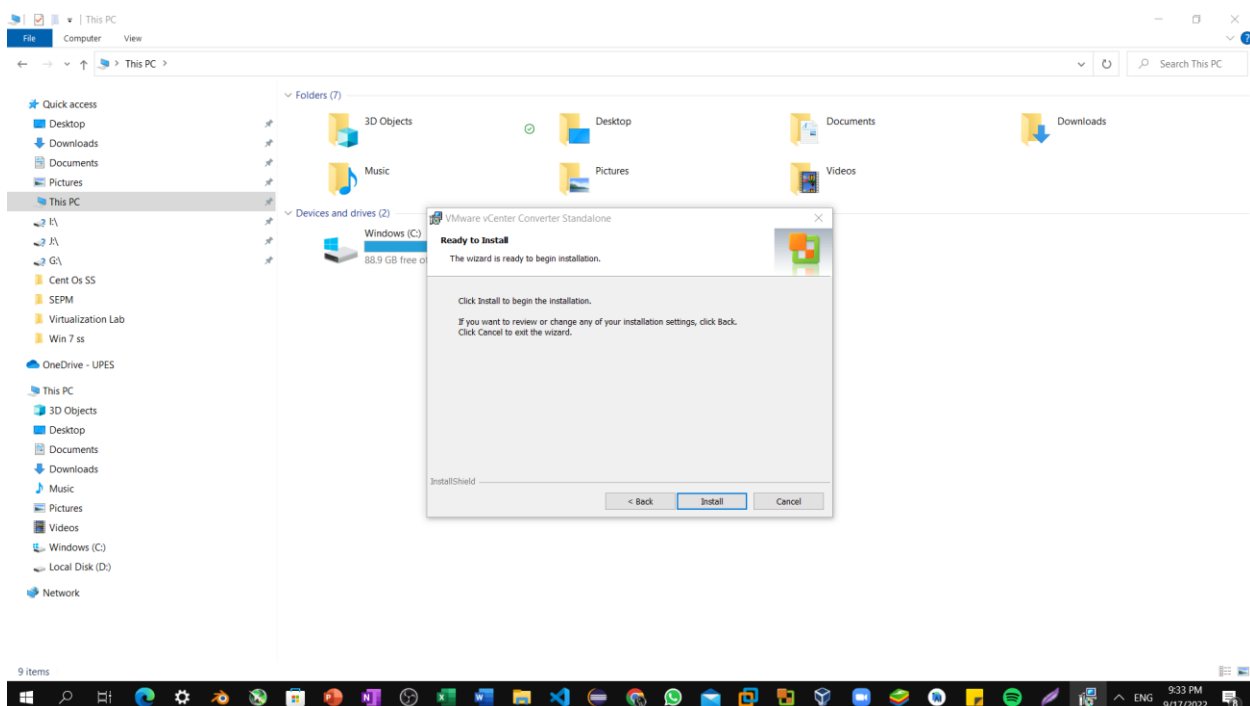 This PC
File Computer View
This PC
Search This PC
Quick access
Desktop
Downloads
Documents
Pictures
This PC
I:\
J:\
G:\
Cent Os SS
SEPM
Virtualization Lab
Win 7 ss
OneDrive - UPES
This PC
3D Objects
Desktop
Documents
Downloads
Music
Pictures
Videos
Windows (C:)
Local Disk (D:)
Network
Folders (7)
3D Objects Desktop Documents Downloads
Music Pictures Videos
Devices and drives (2)
Windows (C:)
88.9 GB free
VMware vCenter Converter Standalone
Ready to Install
The wizard is ready to begin installation.
Click Install to begin the installation.
If you want to review or change any of your installation settings, click Back.
Click Cancel to exit the wizard.
InstallShield
< Back Install Cancel
9 items
ENG
9:33 PM
9/17/2022